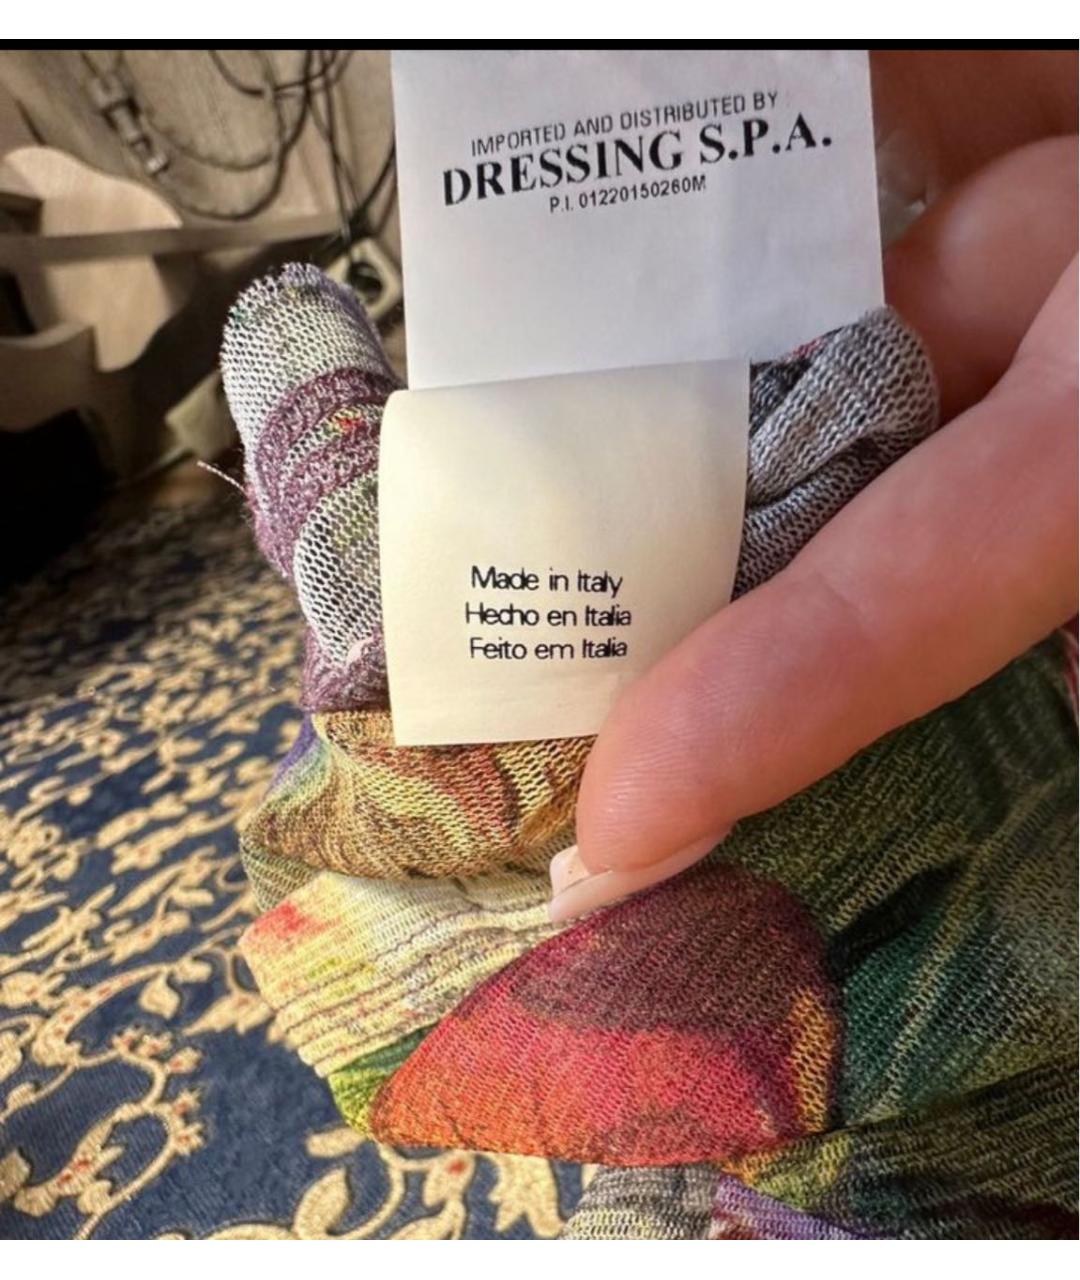 IMPORTED AND DISTRIBUTED BY
DRESSING S.P.A.
P.I. 01220150260M
Made in Italy
Hecho en Italia
Feito em Italia